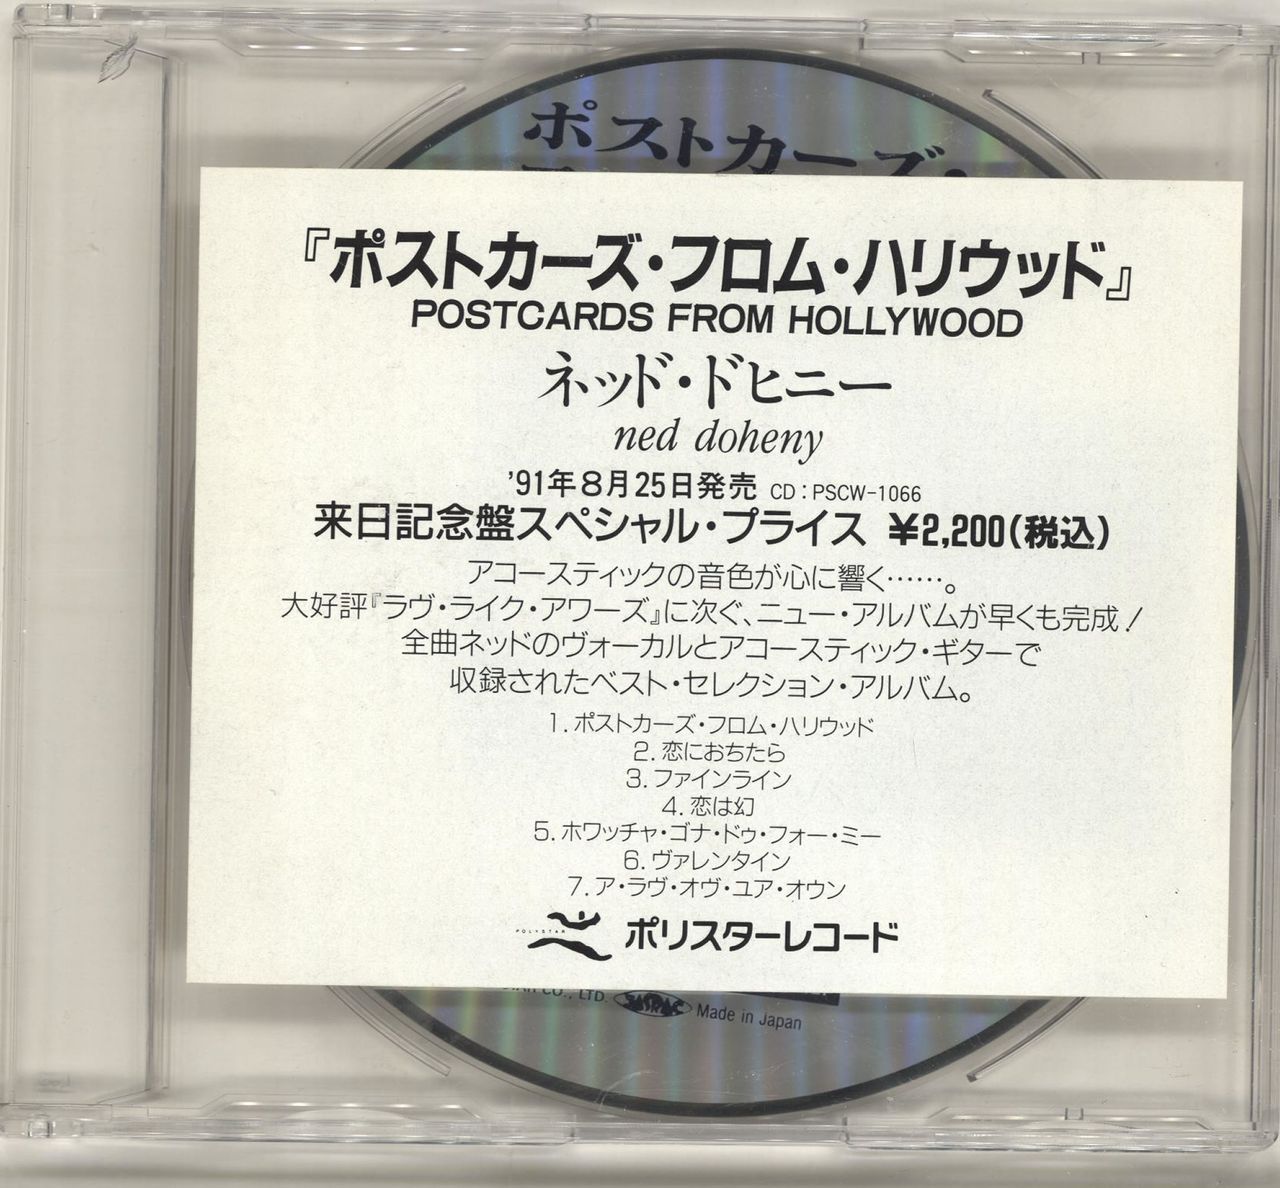 ポストカーズ・
『ポストカーズ・フロム・ハリウッド』
POSTCARDS FROM HOLLYWOOD
ネッド・ドヒニー
ned doheny
'91年8月25日発売 CD:PSCW-1066
来日記念盤スペシャル・プライス ¥2,200(税込)
アコースティックの音色が心に響く……。
大好評『ラヴ・ライク・アワーズ』に次ぐ、ニュー・アルバムが早くも完成!
全曲ネッドのヴォーカルとアコースティック・ギターで
収録されたベスト・セレクション・アルバム。
1.ポストカーズ・フロム・ハリウッド
2.恋におちたら
3.ファインライン
4.恋は幻
5.ホワッチャ・ゴナ・ドゥ・フォー・ミー
6.ヴァレンタイン
7.ア・ラヴ・オヴ・ユア・オウン
POLYSTAR ポリスターレコード
CO., LTD. JASRAC Made in Japan